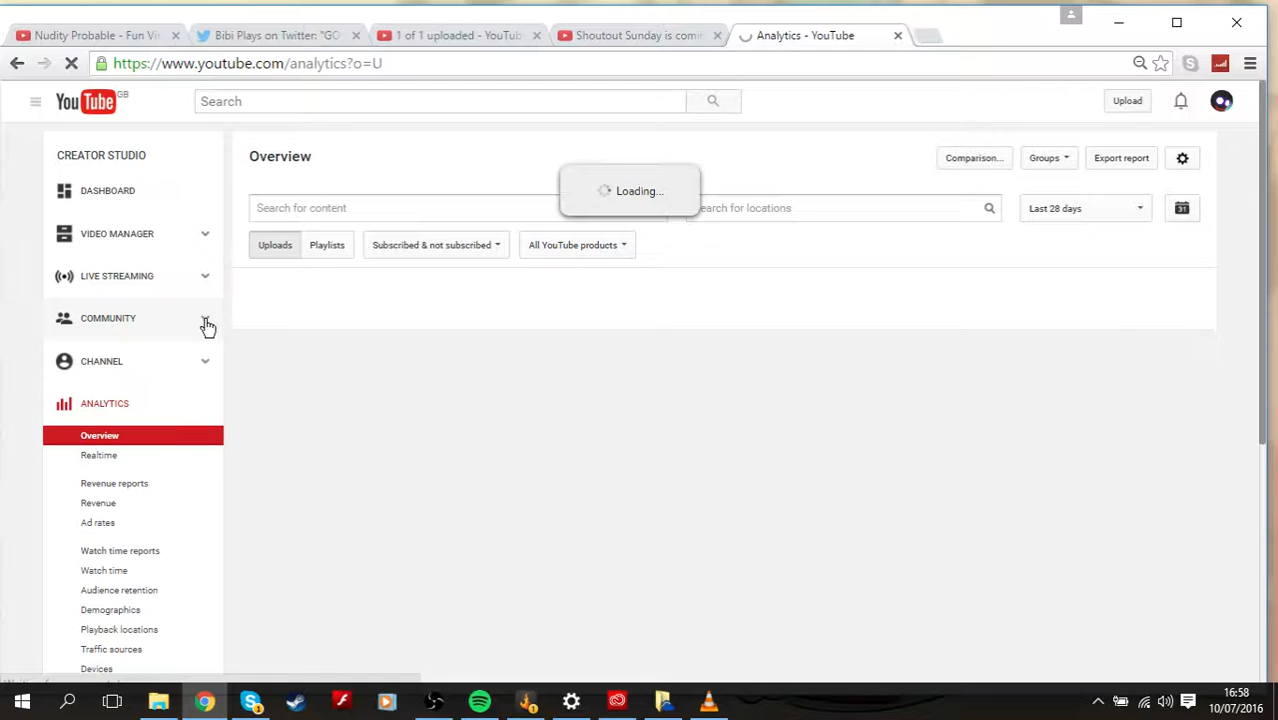 Nudity Probable - Fun Vi
Bibi Plays on Twitter: "GO
1 of 1 uploaded - YouTub
Shoutout Sunday is comin
Analytics - YouTube
https://www.youtube.com/analytics?o=U
YouTube GB
Search
Upload
CREATOR STUDIO
DASHBOARD
VIDEO MANAGER
LIVE STREAMING
COMMUNITY
CHANNEL
ANALYTICS
Overview
Realtime
Revenue reports
Revenue
Ad rates
Watch time reports
Watch time
Audience retention
Demographics
Playback locations
Traffic sources
Devices
Overview
Comparison...
Groups
Export report
Loading...
Search for content
earch for locations
Last 28 days
31
Uploads
Playlists
Subscribed & not subscribed
All YouTube products
16:58
10/07/2016